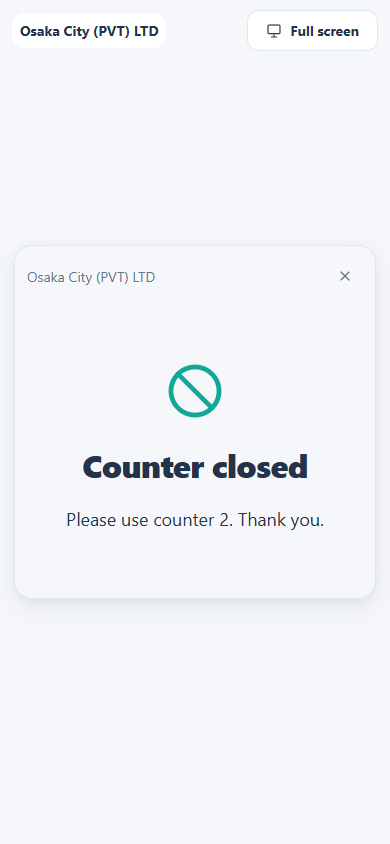 Osaka City (PVT) LTD
Full screen
Osaka City (PVT) LTD
Counter closed
Please use counter 2. Thank you.